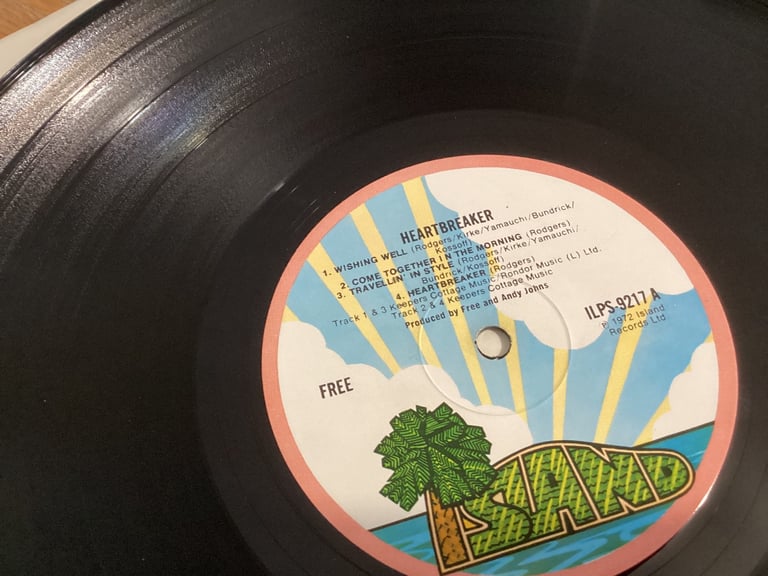 HEARTBREAKER
1. WISHING WELL (Rodgers/Kirke/Yamauchi/Bundrick/
Kossoff)
2. COME TOGETHER IN THE MORNING (Rodgers)
3. TRAVELLIN' IN STYLE (Rodgers/Kirke/Yamauchi/
Bundrick/Kossoff)
4. HEARTBREAKER (Rodgers)
Track 1 & 3 Keepers Cottage Music/Rondor Music (L) Ltd.
Track 2 & 4 Keepers Cottage Music
Produced by Free and Andy Johns
ILPS-9217 A
℗ 1972 Island
Records Ltd
FREE
ISLAND